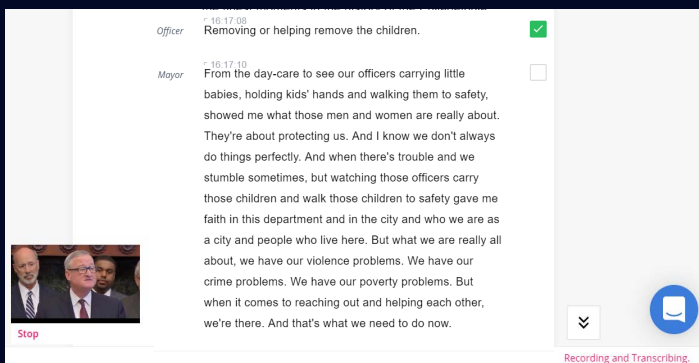 16:17:08
Officer Removing or helping remove the children.
16:17:10
Mayor From the day-care to see our officers carrying little
babies, holding kids' hands and walking them to safety,
showed me what those men and women are really about.
They're about protecting us. And I know we don't always
do things perfectly. And when there's trouble and we
stumble sometimes, but watching those officers carry
those children and walk those children to safety gave me
faith in this department and in the city and who we are as
a city and people who live here. But what we are really all
about, we have our violence problems. We have our
crime problems. We have our poverty problems. But
when it comes to reaching out and helping each other,
we're there. And that's what we need to do now.
Stop
Recording and Transcribing.